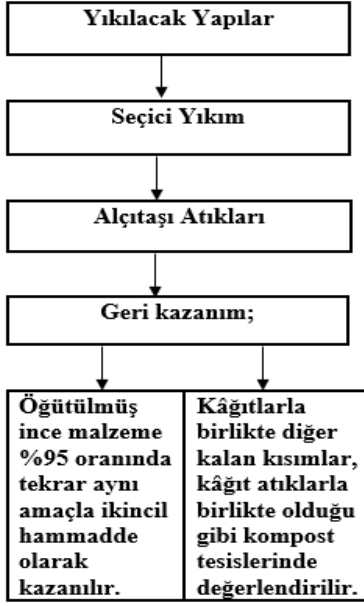 Yıkılacak Yapılar
Seçici Yıkım
Alçıtaşı Atıkları
Geri kazanım;
Öğütülmüş
ince malzeme
%95 oranında
tekrar aynı
amaçla ikincil
hammadde
olarak
kazanılır.
Kâğıtlarla
birlikte diğer
kalan kısımlar,
kâğıt atıklarla
birlikte olduğu
gibi kompost
tesislerinde
değerlendirilir.